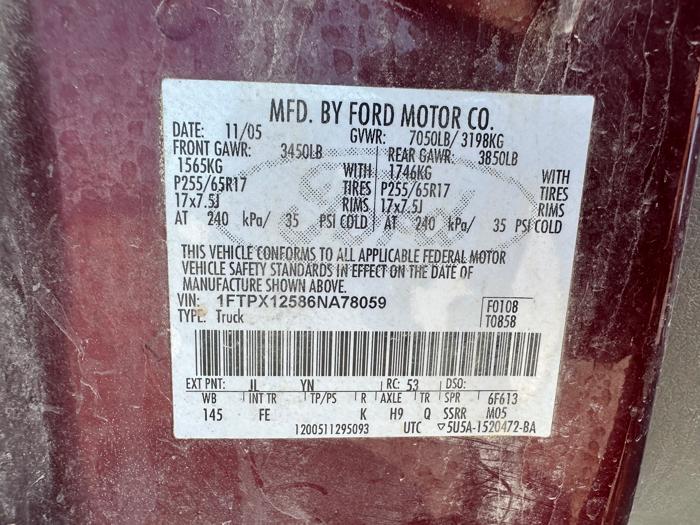 MFD. BY FORD MOTOR CO.
DATE: 11/05 GVWR: 7050LB/ 3198KG
FRONT GAWR: 3450LB REAR GAWR: 3850LB
1565KG WITH 1746KG WITH
P255/65R17 TIRES P255/65R17 TIRES
17x7.5J RIMS 17x7.5J RIMS
AT 240 kPa/ 35 PSI COLD AT 240 kPa/ 35 PSI COLD
THIS VEHICLE CONFORMS TO ALL APPLICABLE FEDERAL MOTOR
VEHICLE SAFETY STANDARDS IN EFFECT ON THE DATE OF
MANUFACTURE SHOWN ABOVE.
VIN: 1FTPX12586NA78059 F0108
TYPE: Truck T0858
EXT PNT: JL YN RC: 53 DSO:
WB INT TR TP/PS R AXLE TR SPR 6F613
145 FE K H9 Q SSRR M05
1200511295093 UTC ▽5U5A-1520472-BA